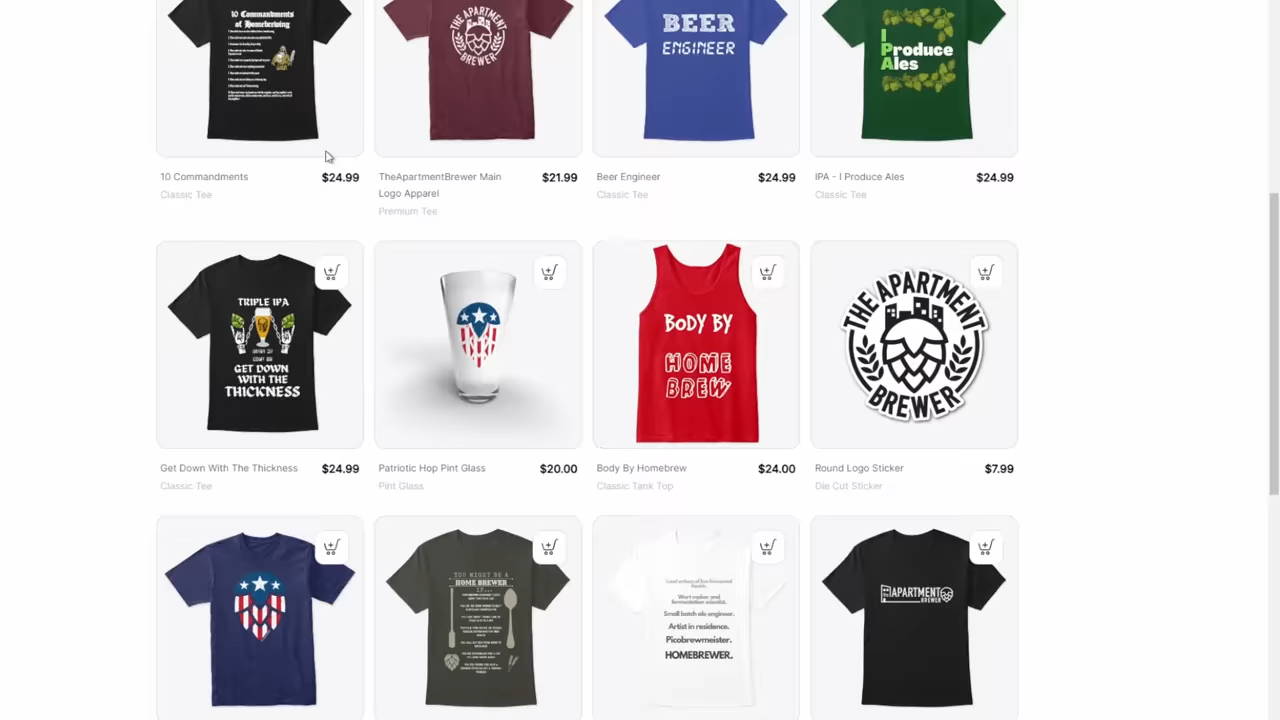 10 Commandments
of Homebrewing
THE APARTMENT
BREWER
BEER
ENGINEER
I
Produce
Ales
10 Commandments
$24.99
Classic Tee
TheApartmentBrewer Main
Logo Apparel
$21.99
Premium Tee
Beer Engineer
$24.99
Classic Tee
IPA - I Produce Ales
$24.99
Classic Tee
TRIPLE IPA
GET DOWN
WITH THE
THICKNESS
BODY BY
HOME
BREW
THE APARTMENT
BREWER
Get Down With The Thickness
$24.99
Classic Tee
Patriotic Hop Pint Glass
$20.00
Pint Glass
Body By Homebrew
$24.00
Classic Tank Top
Round Logo Sticker
$7.99
Die Cut Sticker
YOU MIGHT BE A
HOME BREWER
IF...
Wort maker and
fermentation scientist.
Small batch ale engineer.
Artist in residence.
Picobrewmeister.
HOMEBREWER.
THE APARTMENT
BREWER